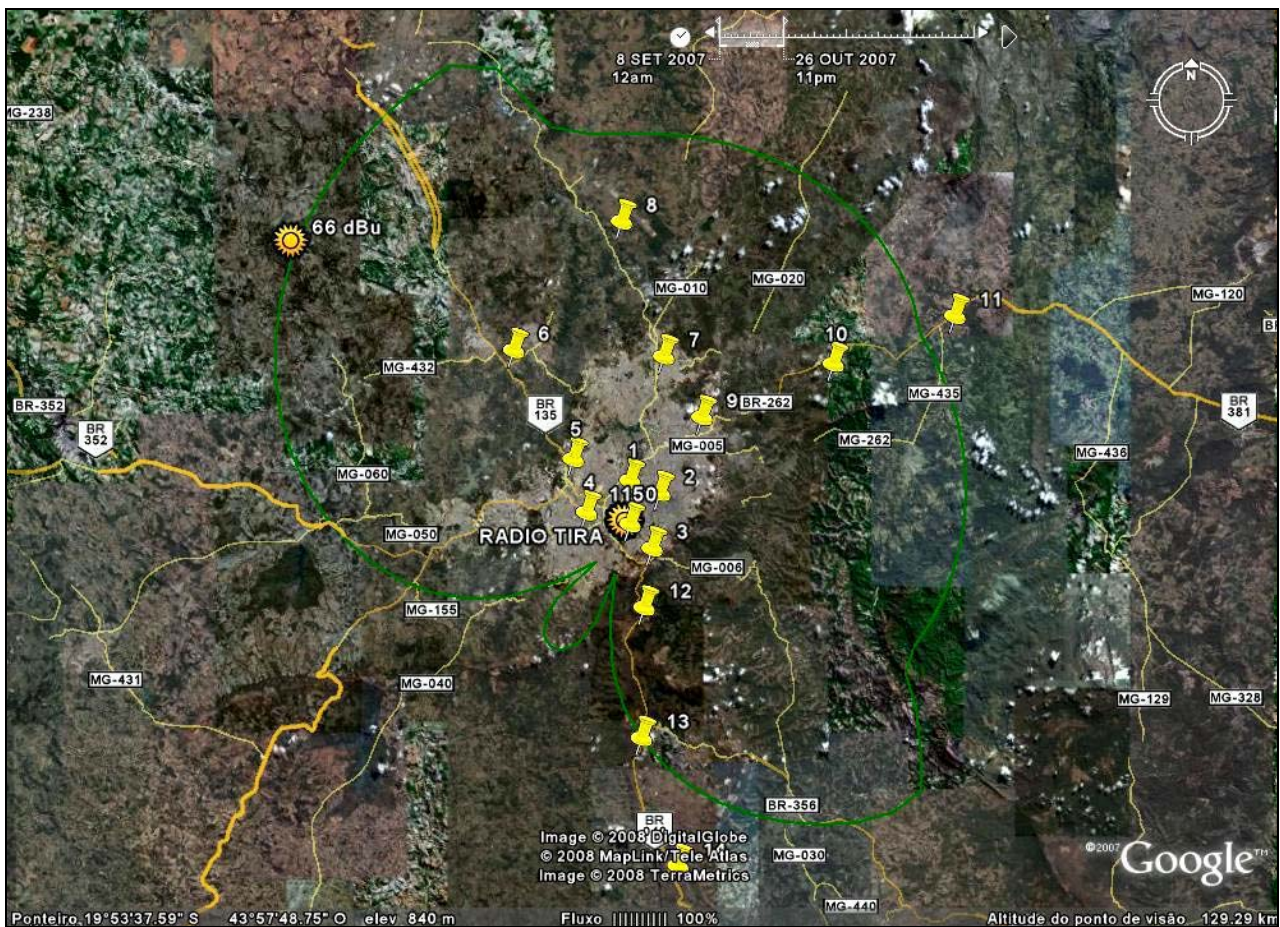 8 SET 2007
12am
26 OUT 2007
11pm
N
MG-238
66 dBu
8
MG-010
MG-020
11
MG-120
6
7
10
MG-432
BR-352
BR
135
9
BR-262
MG-435
BR
381
BR
352
5
MG-005
MG-262
MG-436
MG-060
1
2
4
1150
RADIO TIRA
3
MG-050
MG-006
MG-155
12
MG-431
MG-040
MG-129
MG-328
13
BR-356
BR
Image © 2008 DigitalGlobe
© 2008 MapLink/Tele Atlas
Image © 2008 TerraMetrics
14
MG-030
©2007 Google™
MG-440
Ponteiro 19°53'37.59" S 43°57'48.75" O elev 840 m Fluxo |||||||||| 100% Altitude do ponto de visão 129.29 km